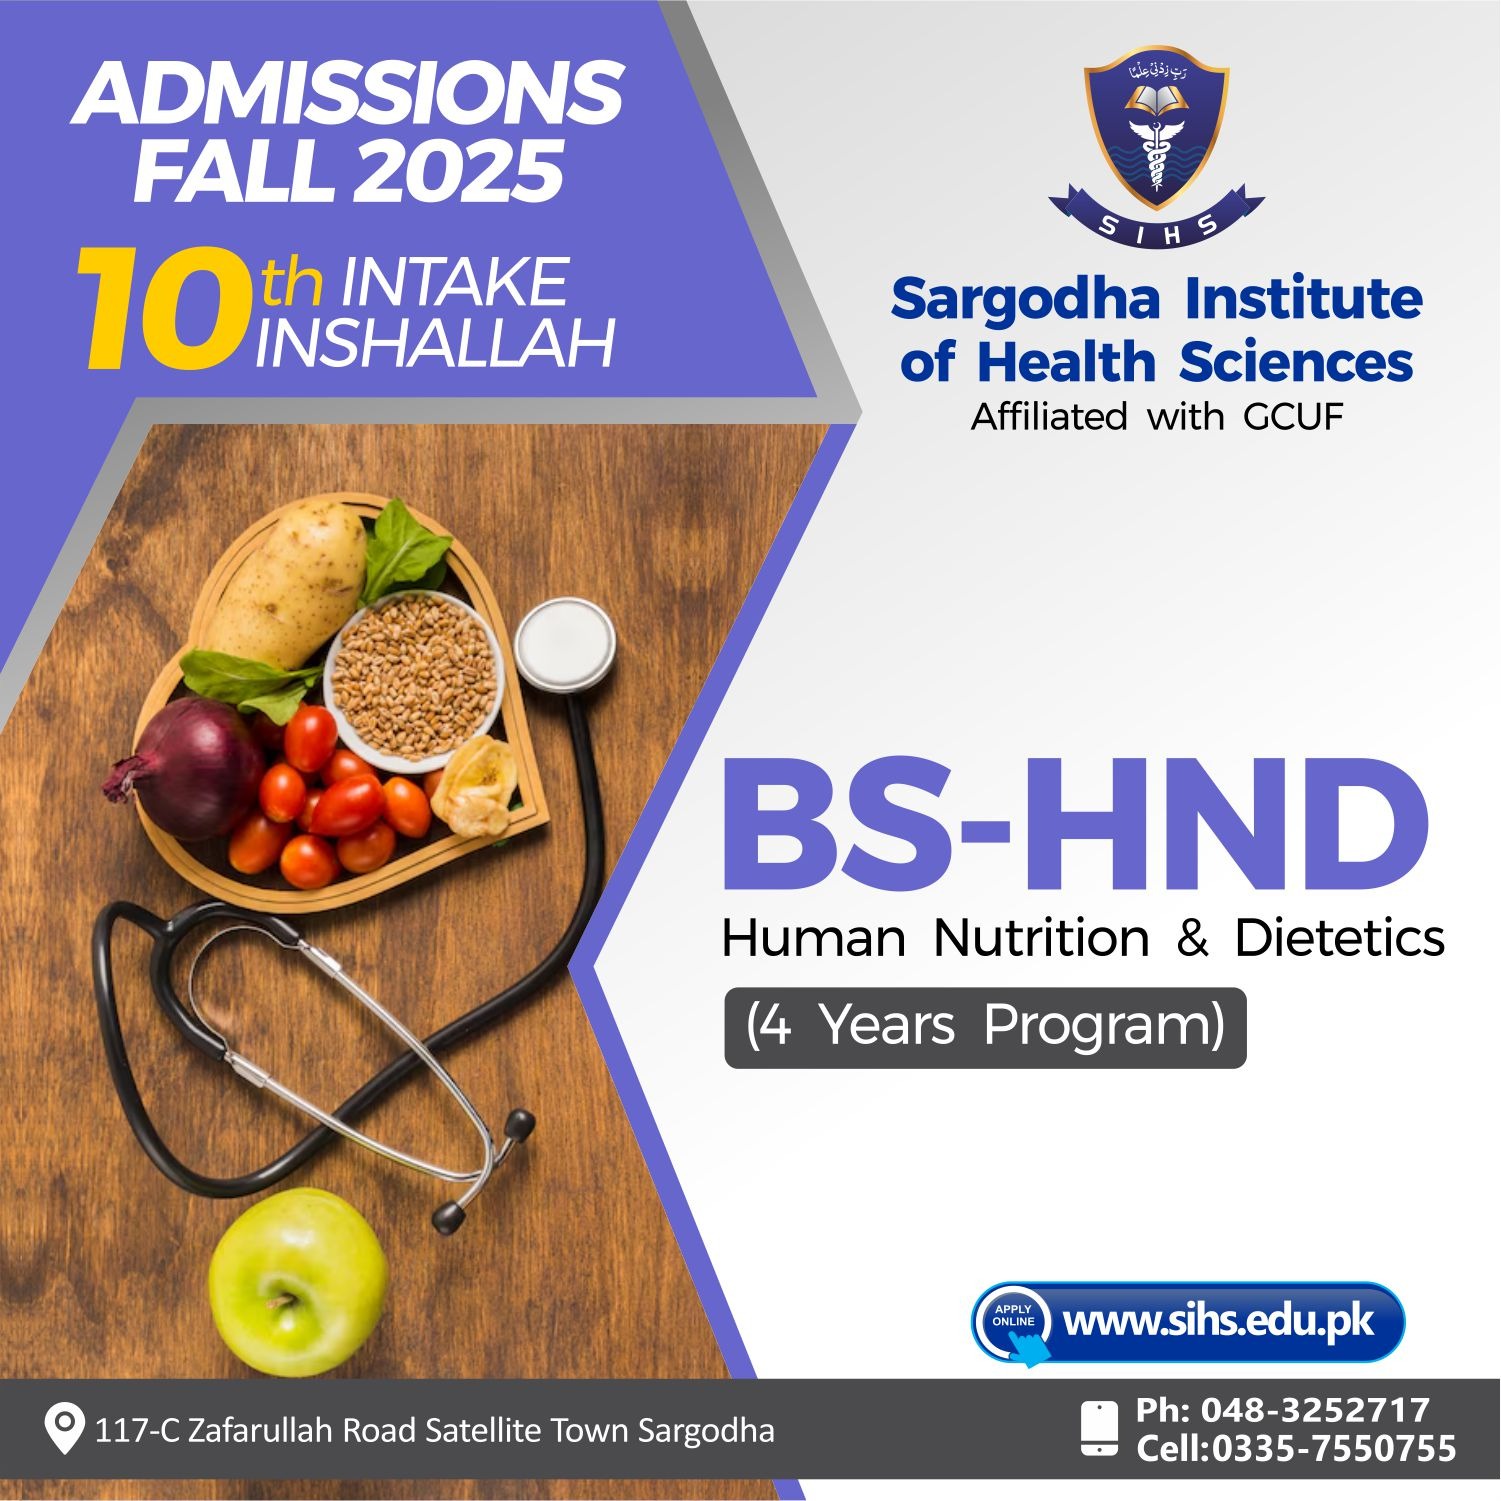 ADMISSIONS
FALL 2025
10th INTAKE
INSHALLAH
رَبِّ زِدْنِي عِلْمًا
SIHS
Sargodha Institute
of Health Sciences
Affiliated with GCUF
BS-HND
Human Nutrition & Dietetics
(4 Years Program)
APPLY
ONLINE
www.sihs.edu.pk
117-C Zafarullah Road Satellite Town Sargodha
Ph: 048-3252717
Cell:0335-7550755